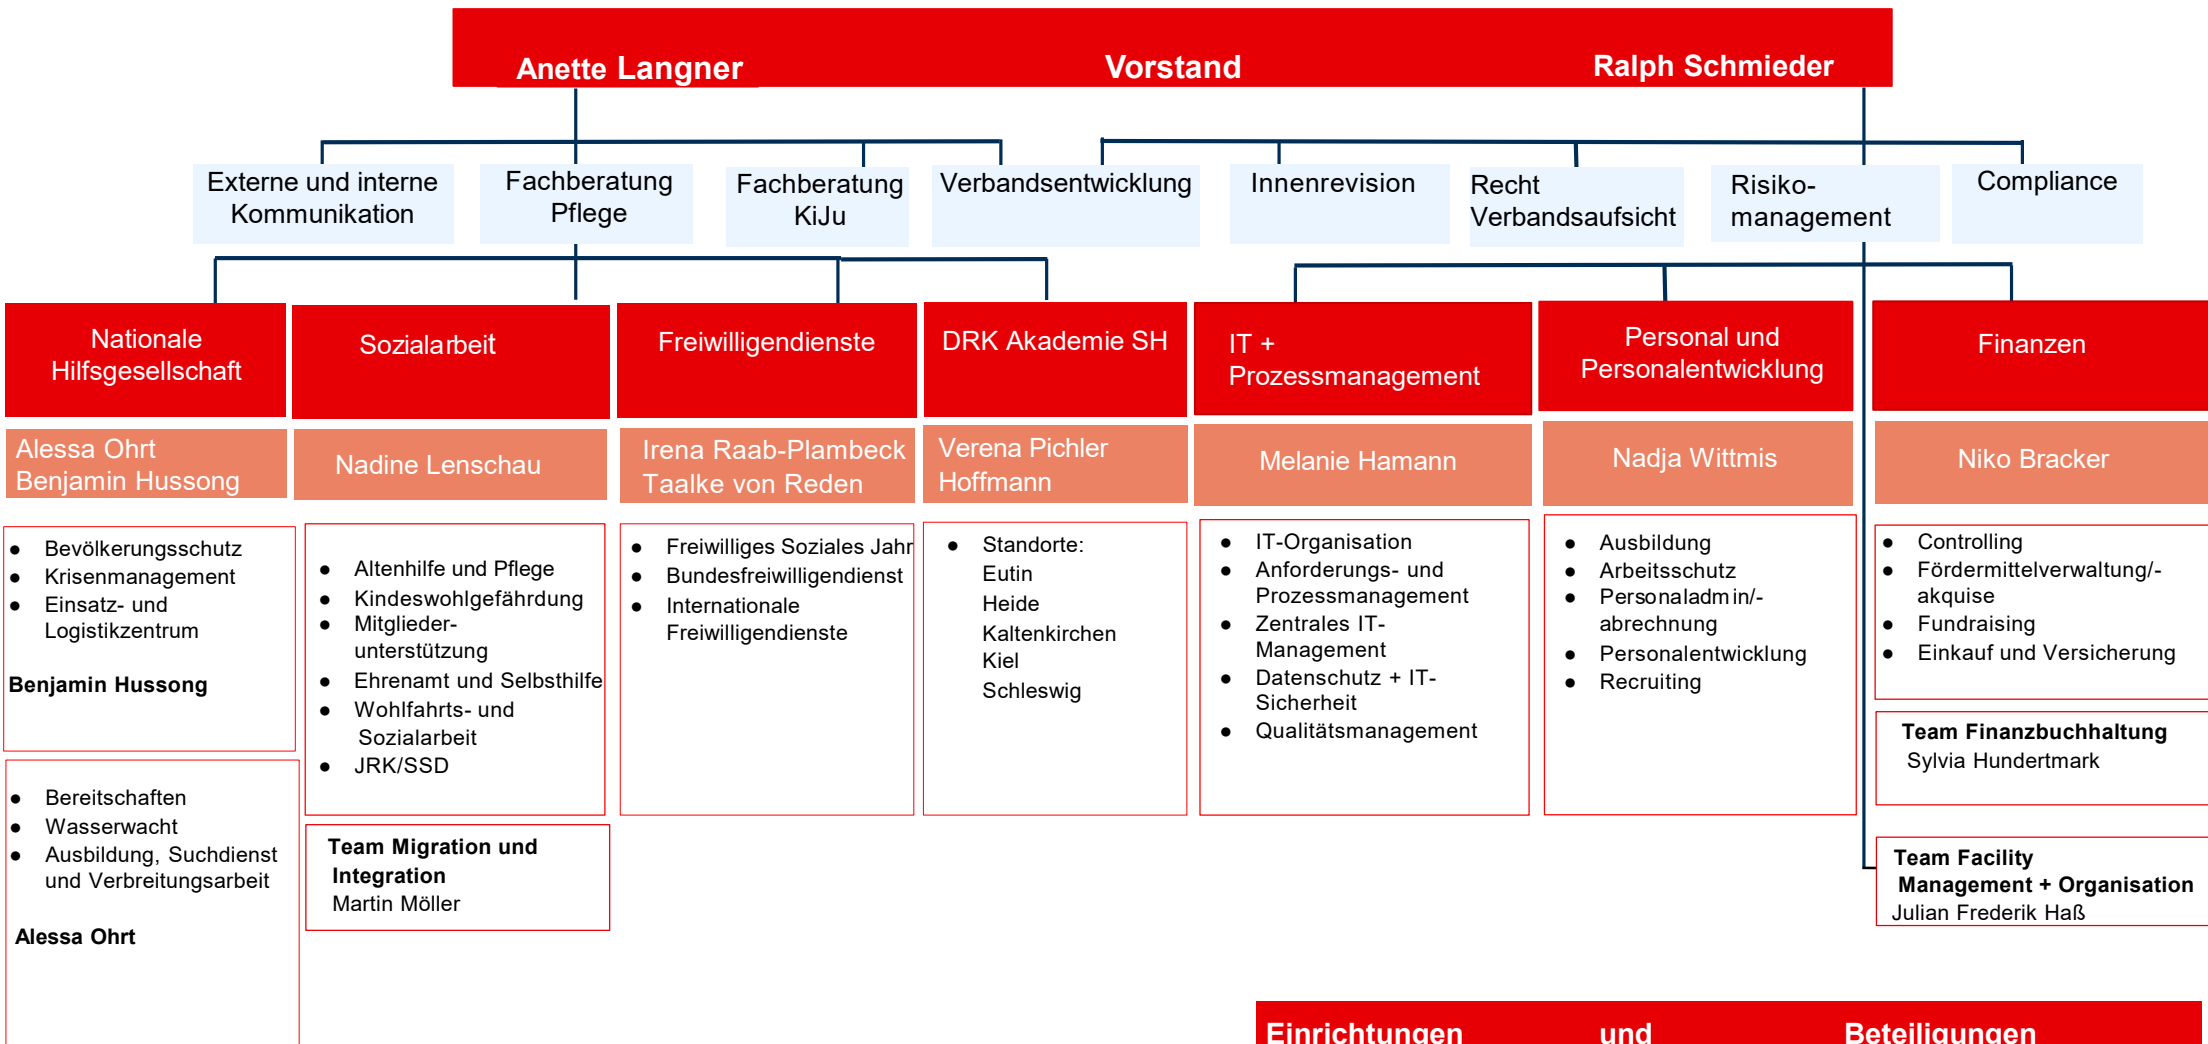 Anette Langner Vorstand Ralph Schmieder
Externe und interne
Kommunikation
Fachberatung
Pflege
Fachberatung
KiJu
Verbandsentwicklung
Innenrevision
Recht
Verbandsaufsicht
Risiko-
management
Compliance
Nationale
Hilfsgesellschaft
Sozialarbeit
Freiwilligendienste
DRK Akademie SH
IT +
Prozessmanagement
Personal und
Personalentwicklung
Finanzen
Alessa Ohrt
Benjamin Hussong
Nadine Lenschau
Irena Raab-Plambeck
Taalke von Reden
Verena Pichler
Hoffmann
Melanie Hamann
Nadja Wittmis
Niko Bracker
● Bevölkerungsschutz
● Krisenmanagement
● Einsatz- und
Logistikzentrum
Benjamin Hussong
● Bereitschaften
● Wasserwacht
● Ausbildung, Suchdienst
und Verbreitungsarbeit
Alessa Ohrt
● Altenhilfe und Pflege
● Kindeswohlgefährdung
● Mitglieder-
unterstützung
● Ehrenamt und Selbsthilfe
● Wohlfahrts- und
Sozialarbeit
● JRK/SSD
Team Migration und
Integration
Martin Möller
● Freiwilliges Soziales Jahr
● Bundesfreiwilligendienst
● Internationale
Freiwilligendienste
● Standorte:
Eutin
Heide
Kaltenkirchen
Kiel
Schleswig
● IT-Organisation
● Anforderungs- und
Prozessmanagement
● Zentrales IT-
Management
● Datenschutz + IT-
Sicherheit
● Qualitätsmanagement
● Ausbildung
● Arbeitsschutz
● Personaladmin/-
abrechnung
● Personalentwicklung
● Recruiting
● Controlling
● Fördermittelverwaltung/-
akquise
● Fundraising
● Einkauf und Versicherung
Team Finanzbuchhaltung
Sylvia Hundertmark
Team Facility
Management + Organisation
Julian Frederik Haß
Einrichtungen und Beteiligungen